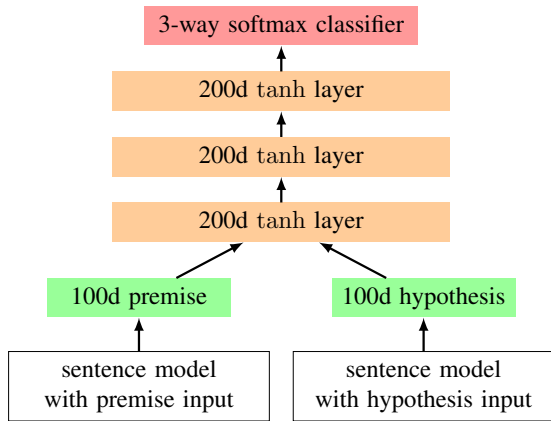 3-way softmax classifier
200d tanh layer
200d tanh layer
200d tanh layer
100d premise
100d hypothesis
sentence model
with premise input
sentence model
with hypothesis input